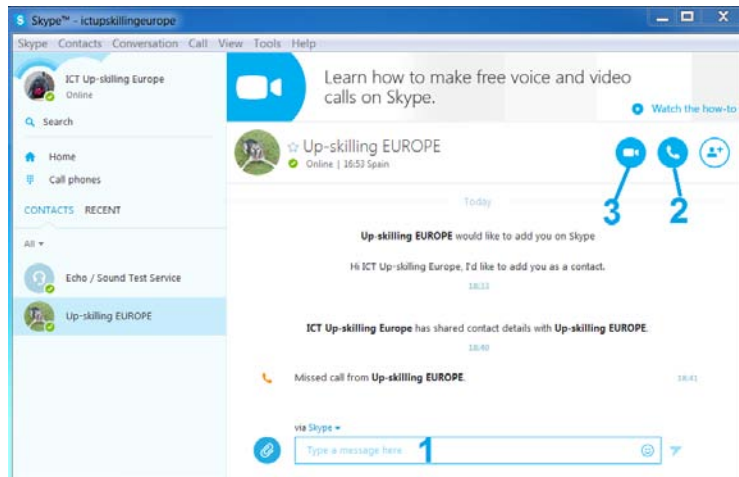 Skype™ - ictupskillingeurope
Skype Contacts Conversation Call View Tools Help
ICT Up-skilling Europe
Online
Search
Home
Call phones
CONTACTS RECENT
All
Echo / Sound Test Service
Up-skilling EUROPE
Learn how to make free voice and video
calls on Skype.
Watch the how-to
Up-skilling EUROPE
Online | 16:53 Spain
3 2
Today
Up-skilling EUROPE would like to add you on Skype
Hi ICT Up-skilling Europe, I'd like to add you as a contact.
18:33
ICT Up-skilling Europe has shared contact details with Up-skilling EUROPE.
18:40
Missed call from Up-skilling EUROPE. 18:41
via Skype
Type a message here 1